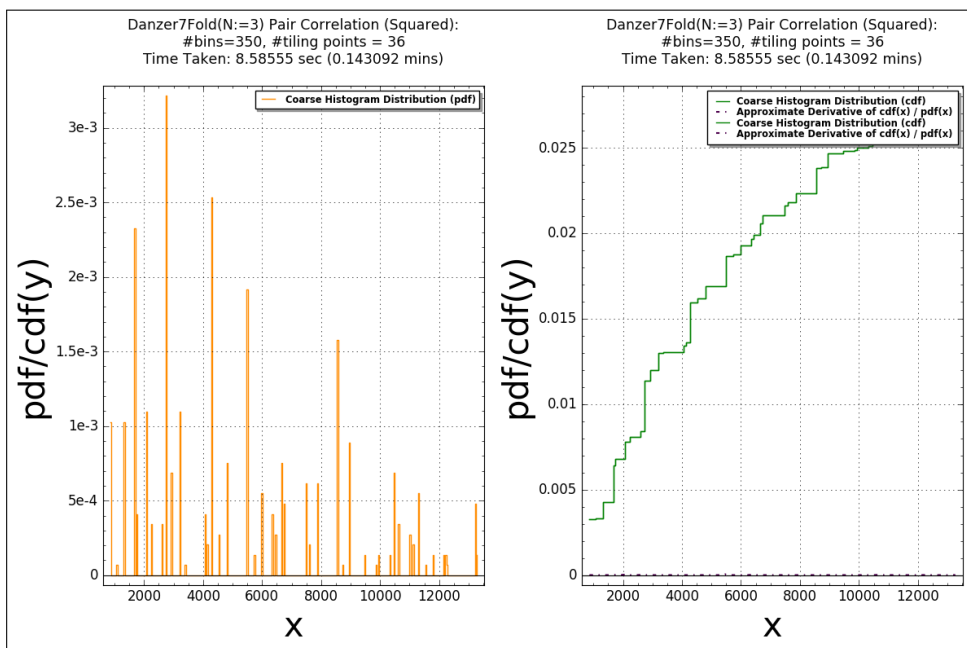 Danzer7Fold(N:=3) Pair Correlation (Squared):
#bins=350, #tiling points = 36
Time Taken: 8.58555 sec (0.143092 mins)
Coarse Histogram Distribution (pdf)
3e-3
2.5e-3
2e-3
1.5e-3
1e-3
5e-4
0
pdf/cdf(y)
2000
4000
6000
8000
10000
12000
x
Danzer7Fold(N:=3) Pair Correlation (Squared):
#bins=350, #tiling points = 36
Time Taken: 8.58555 sec (0.143092 mins)
Coarse Histogram Distribution (cdf)
Approximate Derivative of cdf(x) / pdf(x)
Coarse Histogram Distribution (cdf)
Approximate Derivative of cdf(x) / pdf(x)
0.025
0.02
0.015
0.01
0.005
0
pdf/cdf(y)
2000
4000
6000
8000
10000
12000
x